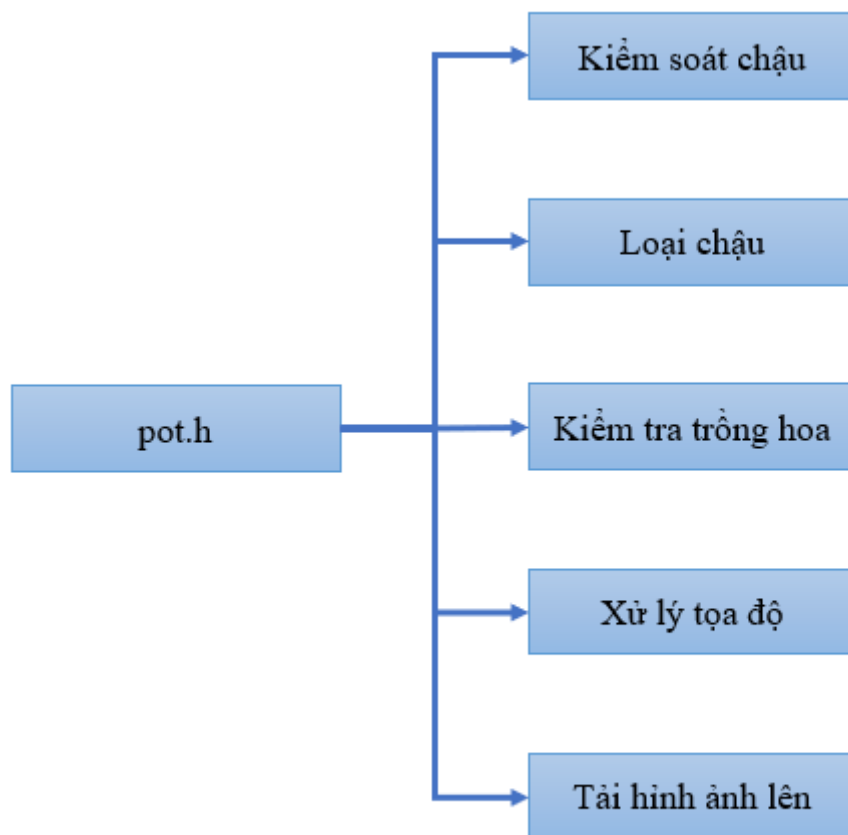 Kiểm soát chậu
Loại chậu
pot.h
Kiểm tra trồng hoa
Xử lý tọa độ
Tải hình ảnh lên